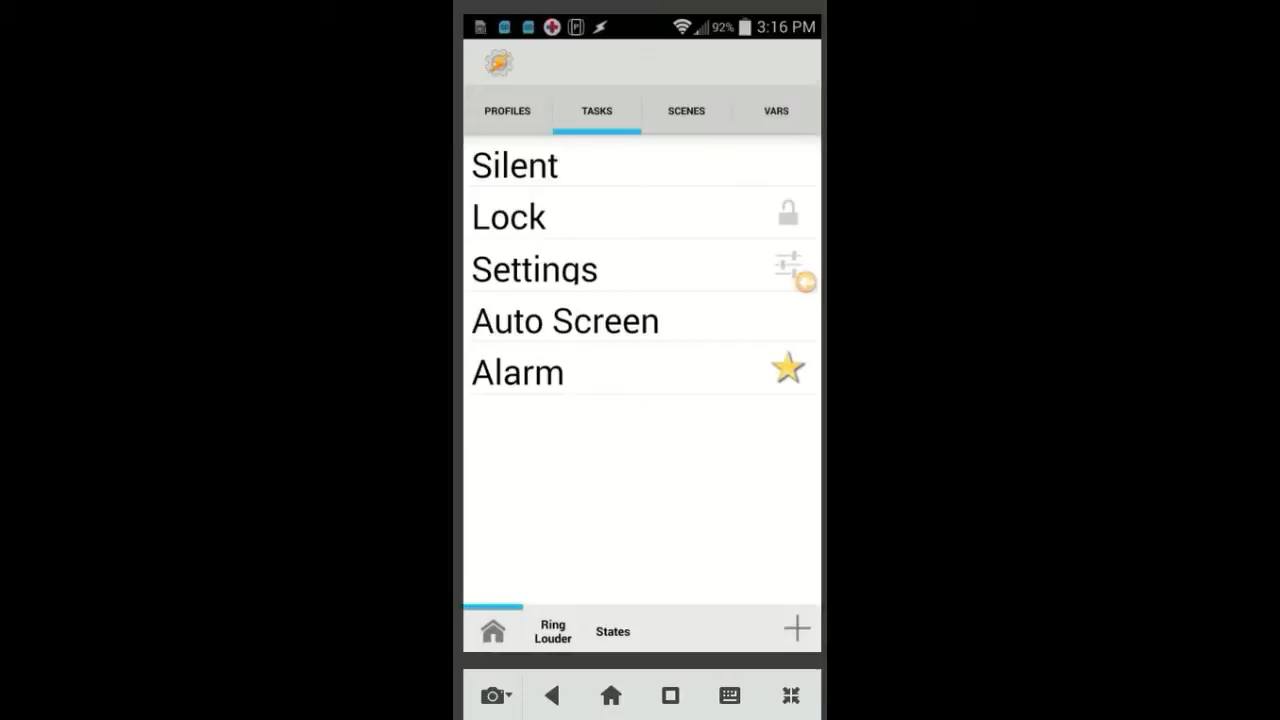 92% 3:16 PM
PROFILES TASKS SCENES VARS
Silent
Lock
Settings
Auto Screen
Alarm
Ring
Louder
States